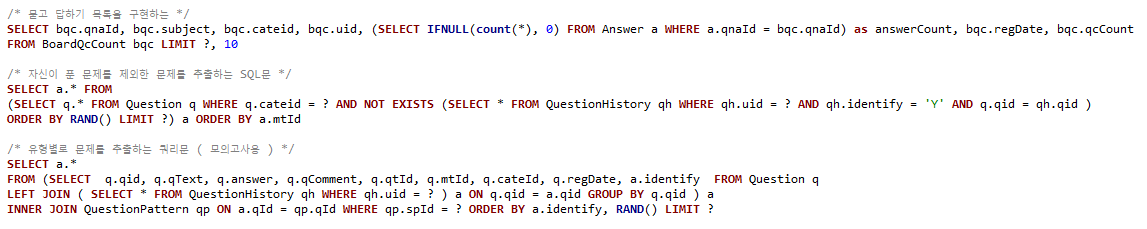 /* 묻고 답하기 목록을 구현하는 */
SELECT bqc.qnaId, bqc.subject, bqc.cateid, bqc.uid, (SELECT IFNULL(count(*), 0) FROM Answer a WHERE a.qnaId = bqc.qnaId) as answerCount, bqc.regDate, bqc.qcCount
FROM BoardQcCount bqc LIMIT ?, 10
/* 자신이 푼 문제를 제외한 문제를 추출하는 SQL문 */
SELECT a.* FROM
(SELECT q.* FROM Question q WHERE q.cateid = ? AND NOT EXISTS (SELECT * FROM QuestionHistory qh WHERE qh.uid = ? AND qh.identify = 'Y' AND q.qid = qh.qid )
ORDER BY RAND() LIMIT ?) a ORDER BY a.mtId
/* 유형별로 문제를 추출하는 쿼리문 ( 모의고사용 ) */
SELECT a.*
FROM (SELECT  q.qid, q.qText, q.answer, q.qComment, q.qtId, q.mtId, q.cateId, q.regDate, a.identify  FROM Question q
LEFT JOIN ( SELECT * FROM QuestionHistory qh WHERE qh.uid = ? ) a ON q.qid = a.qid GROUP BY q.qid ) a
INNER JOIN QuestionPattern qp ON a.qId = qp.qId WHERE qp.spId = ? ORDER BY a.identify, RAND() LIMIT ?